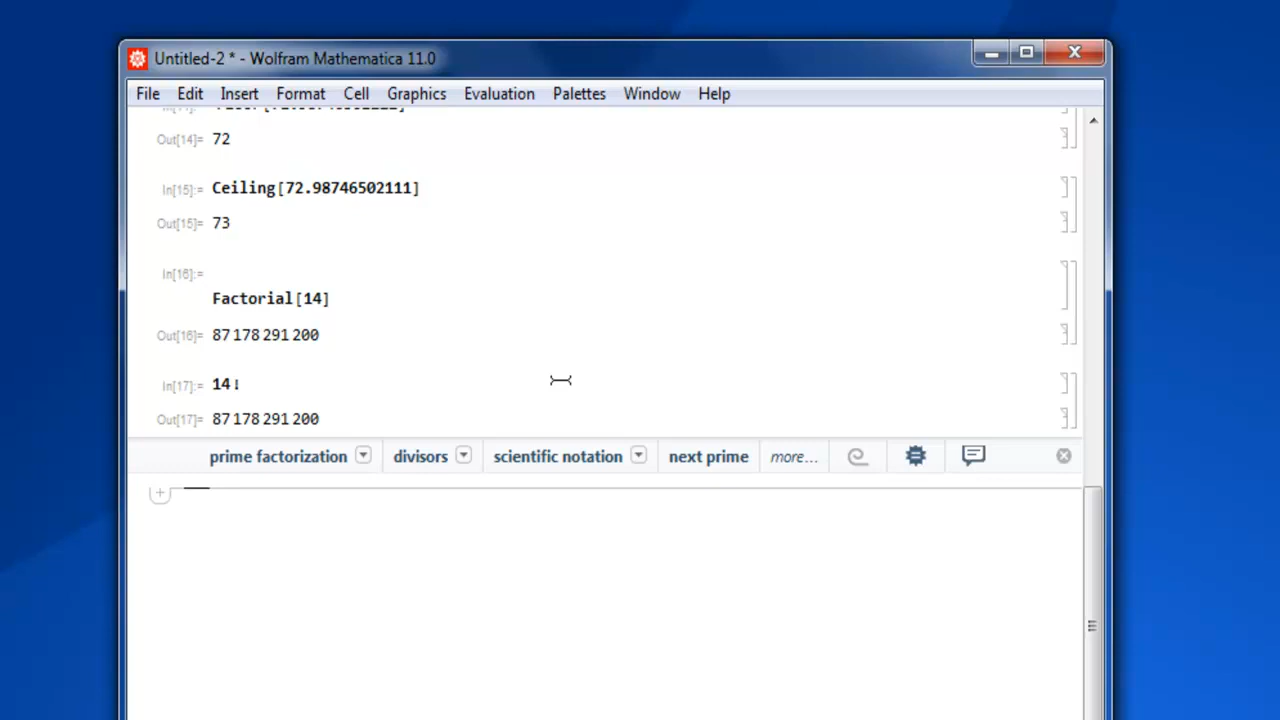 Untitled-2 * - Wolfram Mathematica 11.0
File Edit Insert Format Cell Graphics Evaluation Palettes Window Help
Out[14]= 72
In[15]:= Ceiling[72.98746502111]
Out[15]= 73
In[16]:=
Factorial[14]
Out[16]= 87 178 291 200
In[17]:= 14!
Out[17]= 87 178 291 200
prime factorization divisors scientific notation next prime more...